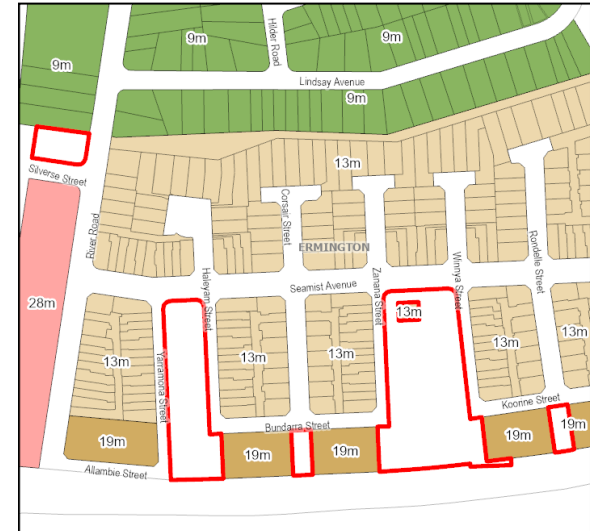 9m
9m
Hilder Road
9m
Lindsay Avenue
9m
13m
Silverse Street
Corsair Street
ERMINGTON
River Road
Rondelle Street
Winnya Street
Haleyam Street
Seamist Avenue
Zanana Street
28m
13m
13m
13m
13m
13m
13m
Yarramona Street
Koonne Street
Bundarra Street
19m
19m
19m
19m
19m
Allambie Street